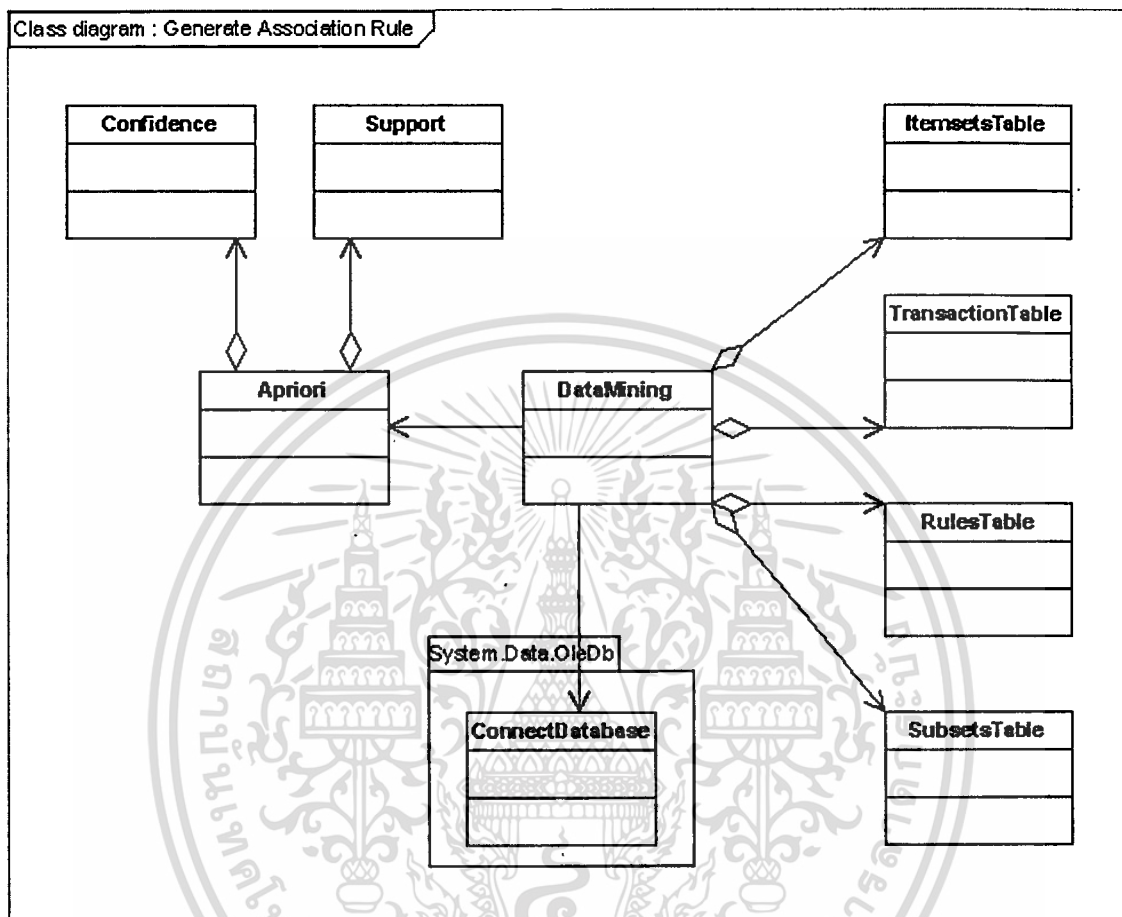 Class diagram : Generate Association Rule
Confidence
Support
ItemsetsTable
TransactionTable
Apriori
DataMining
RulesTable
System.Data.OleDb
ConnectDatabase
SubsetsTable